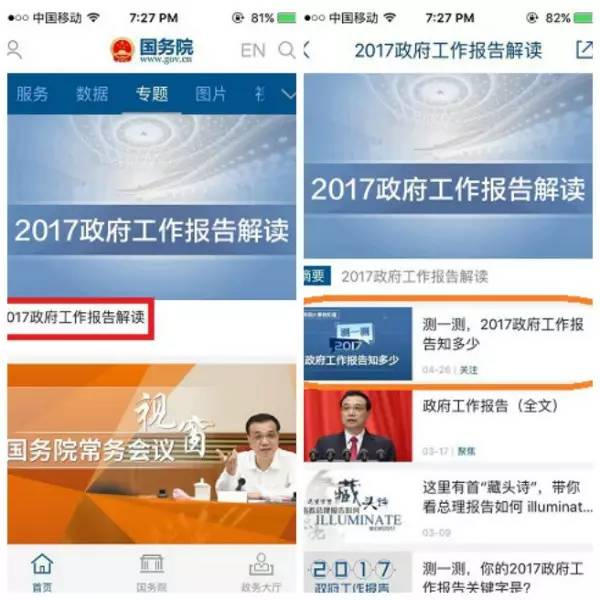 中国移动 7:27 PM 81%
国务院
www.gov.cn
EN
服务 数据 专题 图片
2017政府工作报告解读
017政府工作报告解读
视窗
国务院常务会议
首页 国务院 政务大厅
中国移动 7:27 PM 82%
2017政府工作报告解读
2017政府工作报告解读
摘要 2017政府工作报告解读
测一测
2017
政府工作报告知多少
测一测，2017政府工作报
告知多少
04-26 | 关注
政府工作报告（全文）
03-17 | 聚焦
藏头诗
ILLUMINATE
这里有首“藏头诗”，带你
看总理报告如何 illuminat...
03-09
2017
政府工作报告
测一测，你的2017政府工
作报告关键字是?